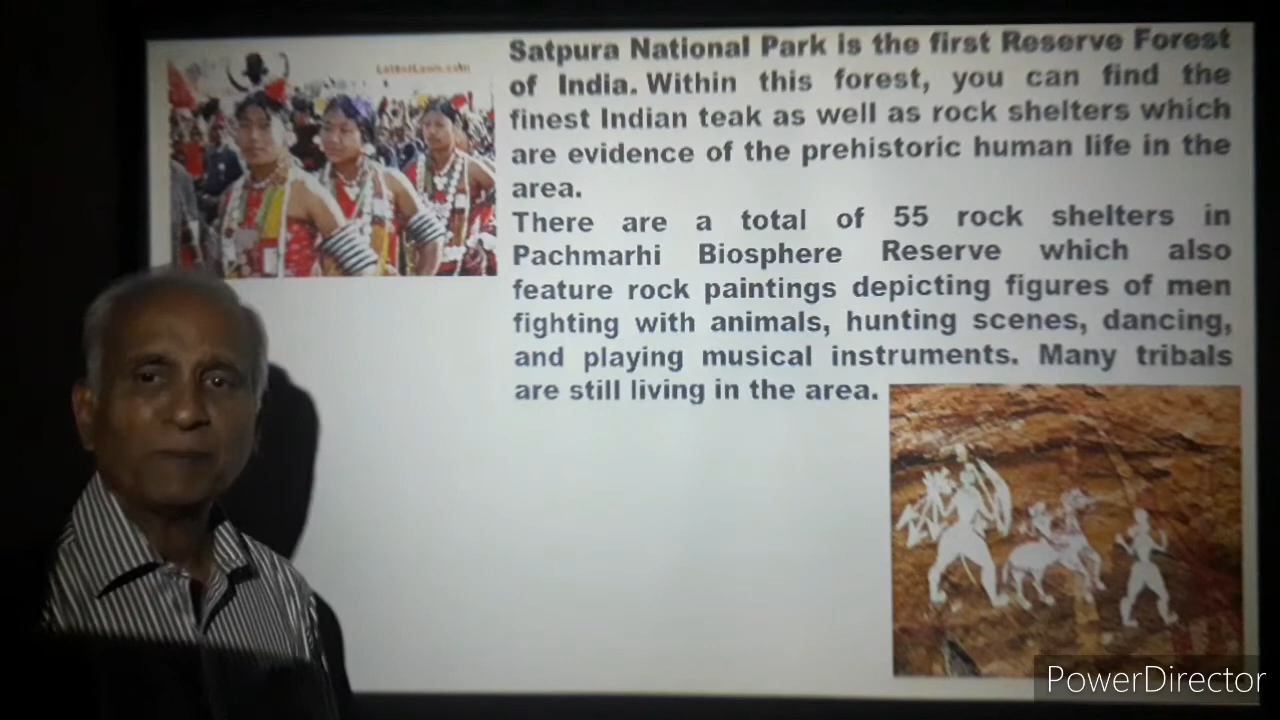 LatestLaws.com
Satpura National Park is the first Reserve Forest
of India. Within this forest, you can find the
finest Indian teak as well as rock shelters which
are evidence of the prehistoric human life in the
area.
There are a total of 55 rock shelters in
Pachmarhi Biosphere Reserve which also
feature rock paintings depicting figures of men
fighting with animals, hunting scenes, dancing,
and playing musical instruments. Many tribals
are still living in the area.
PowerDirector